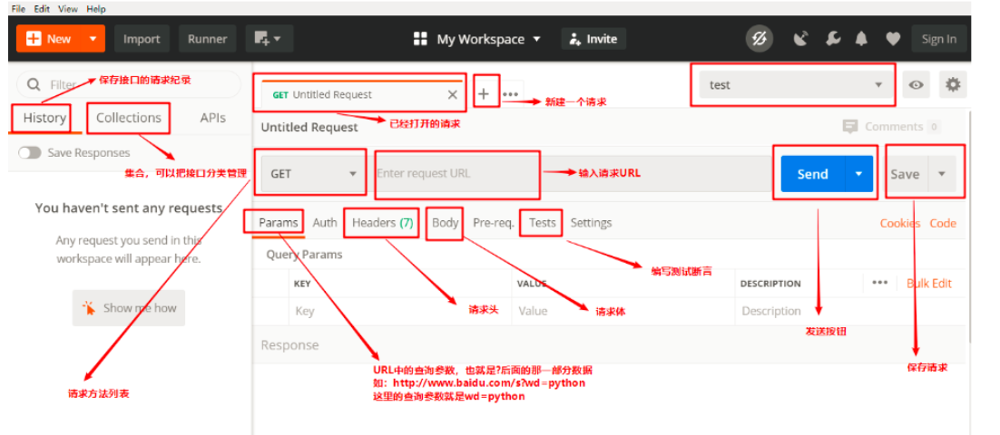 File Edit View Help
New Import Runner My Workspace Invite Sign In
Filter 保存接口的请求纪录
GET Untitled Request
test
新建一个请求
History Collections APIs
已经打开的请求
Untitled Request
Comments 0
Save Responses
集合，可以把接口分类管理
GET
Enter request URL
输入请求URL
Send
Save
You haven't sent any requests
Any request you send in this
workspace will appear here.
Show me how
Params Auth Headers (7) Body Pre-req. Tests Settings
Cookies Code
Query Params
编写测试断言
KEY VALUE DESCRIPTION Bulk Edit
Key Value Description
请求头
请求体
发送按钮
Response
保存请求
URL中的查询参数，也就是?后面的那一部分数据
如：http://www.baidu.com/s?wd=python
这里的查询参数就是wd=python
请求方法列表